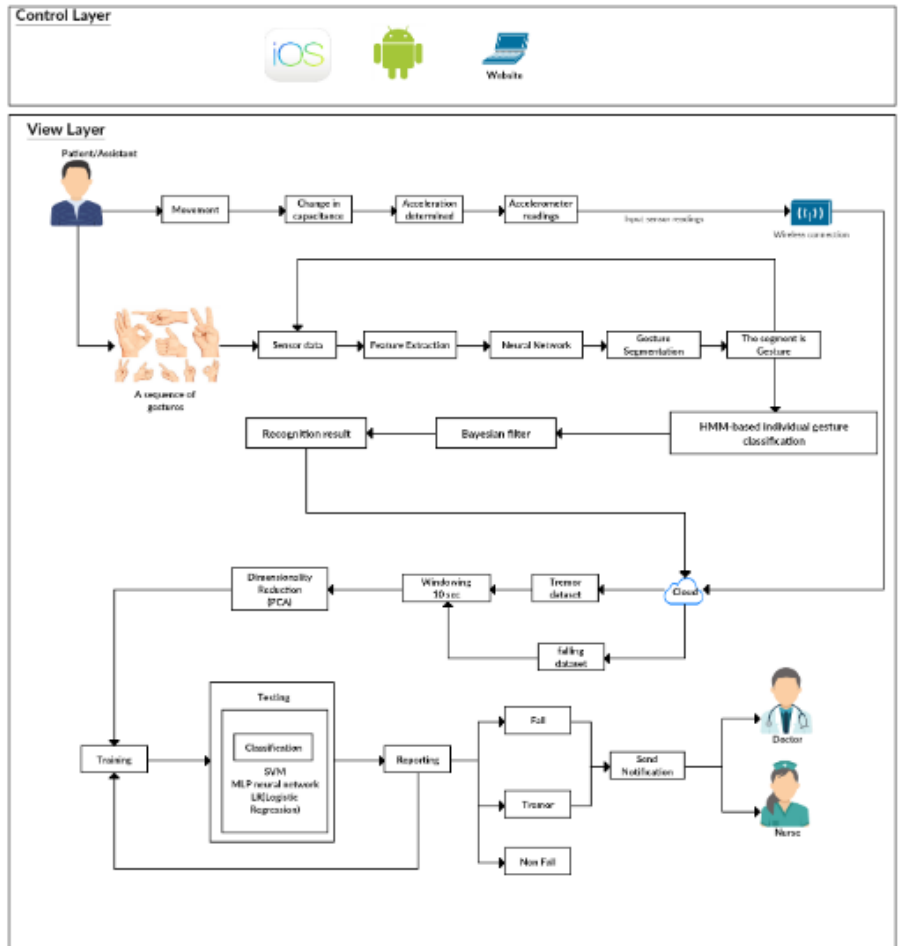 Control Layer
iOS
Website
View Layer
Patient/Assistant
Movement
Change in
capacitance
Acceleration
determined
Accelerometer
readings
Input sensor readings
Wireless connection
A sequence of
gestures
Sensor data
Feature Extraction
Neural Network
Gesture
Segmentation
The segment is
Gesture
Recognition result
Bayesian filter
HMM-based individual gesture
classification
Dimensionality
Reduction
(PCA)
Windowing
10 sec
Tremor
dataset
Cloud
falling
dataset
Training
Testing
Classification
SVM
MLP neural network
LR(Logistic
Regression)
Reporting
Fall
Tremor
Non Fall
Send
Notification
Doctor
Nurse